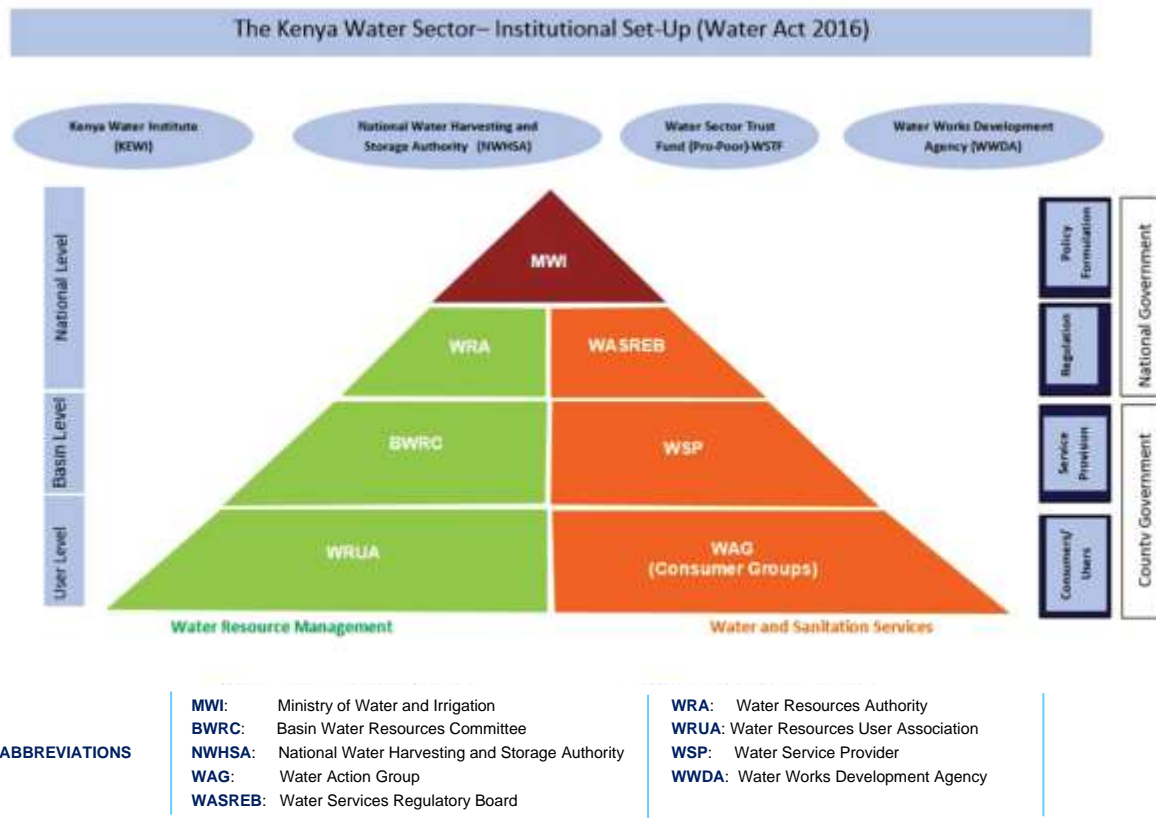 The Kenya Water Sector– Institutional Set-Up (Water Act 2016)
Kenya Water Institute
(KEWI)
National Water Harvesting and
Storage Authority (NWHSA)
Water Sector Trust
Fund (Pro-Poor)-WSTF
Water Works Development
Agency (WWDA)
National Level
Basin Level
User Level
MWI
WRA
WASREB
BWRC
WSP
WRUA
WAG
(Consumer Groups)
Policy
Formulation
Regulation
Service
Provision
Consumers/
Users
National Government
County Government
Water Resource Management
Water and Sanitation Services
ABBREVIATIONS
MWI: Ministry of Water and Irrigation
BWRC: Basin Water Resources Committee
NWHSA: National Water Harvesting and Storage Authority
WAG: Water Action Group
WASREB: Water Services Regulatory Board
WRA: Water Resources Authority
WRUA: Water Resources User Association
WSP: Water Service Provider
WWDA: Water Works Development Agency